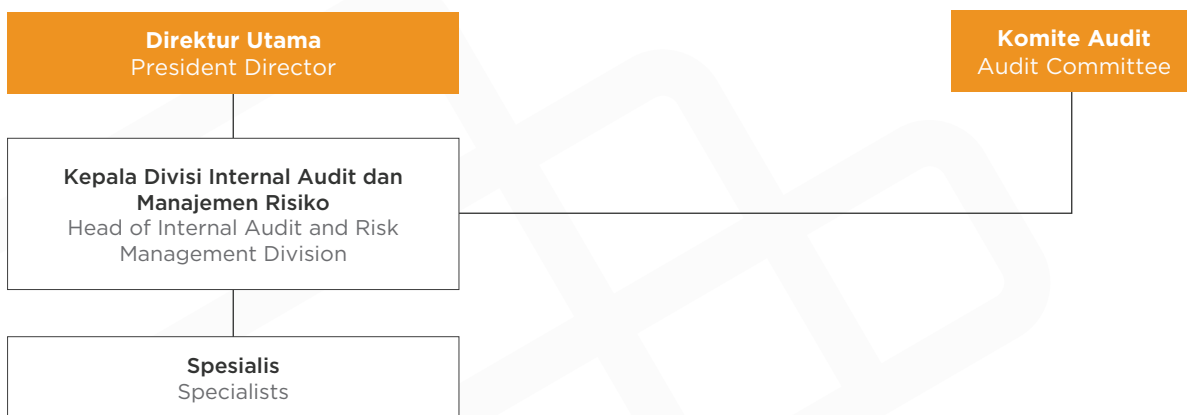 Direktur Utama
President Director
Komite Audit
Audit Committee
Kepala Divisi Internal Audit dan
Manajemen Risiko
Head of Internal Audit and Risk
Management Division
Spesialis
Specialists